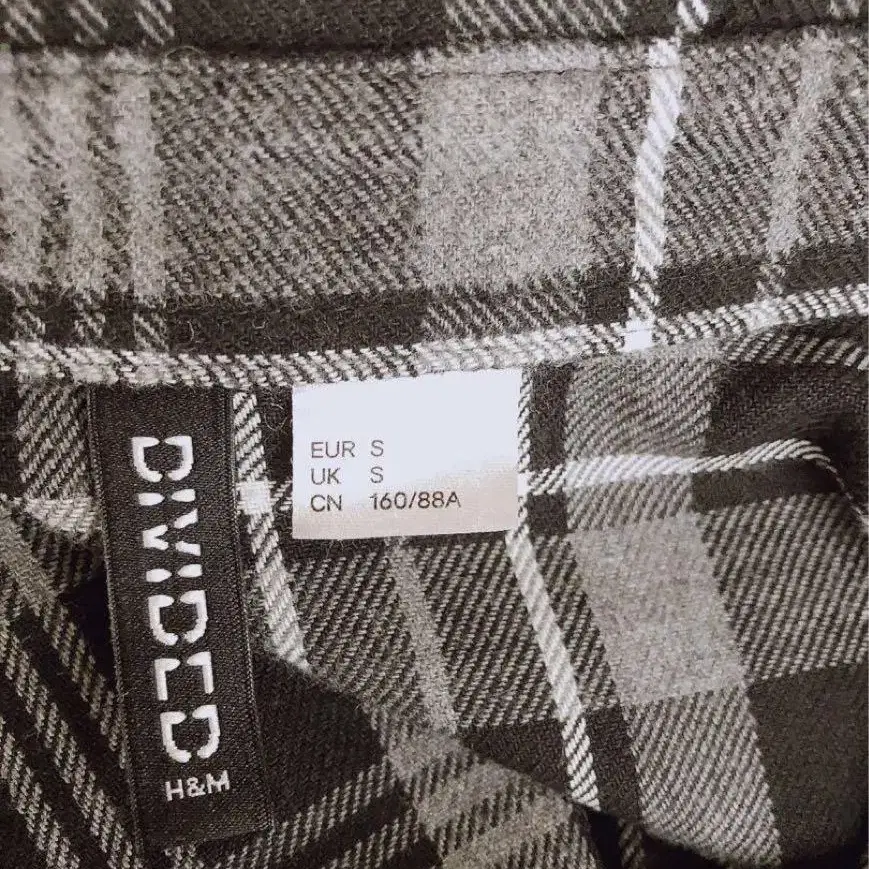 DIVIDED
H&M
EUR S
UK S
CN 160/88A